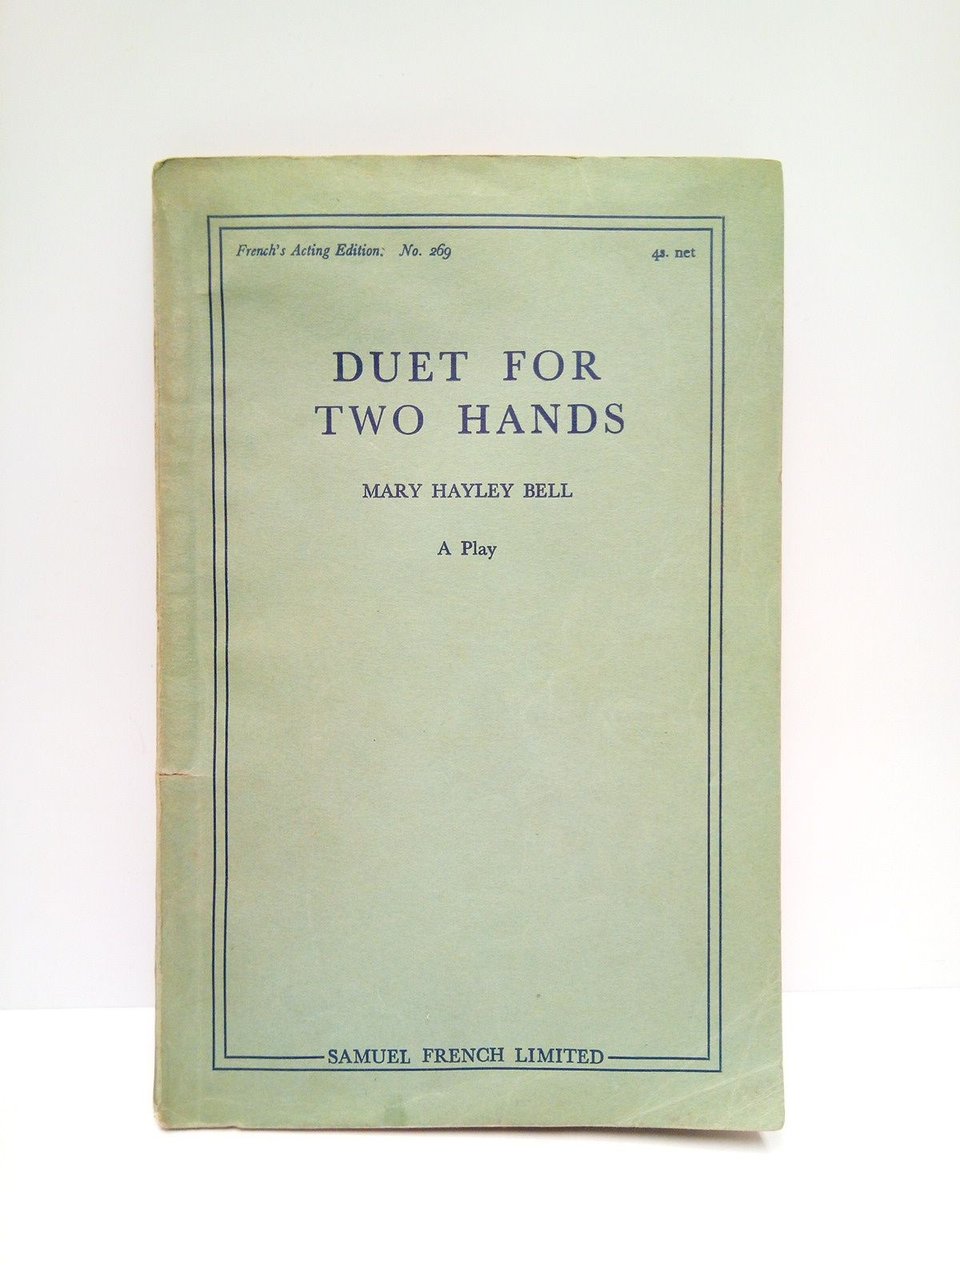 French's Acting Edition: No. 269 4s. net
DUET FOR
TWO HANDS
MARY HAYLEY BELL
A Play
SAMUEL FRENCH LIMITED